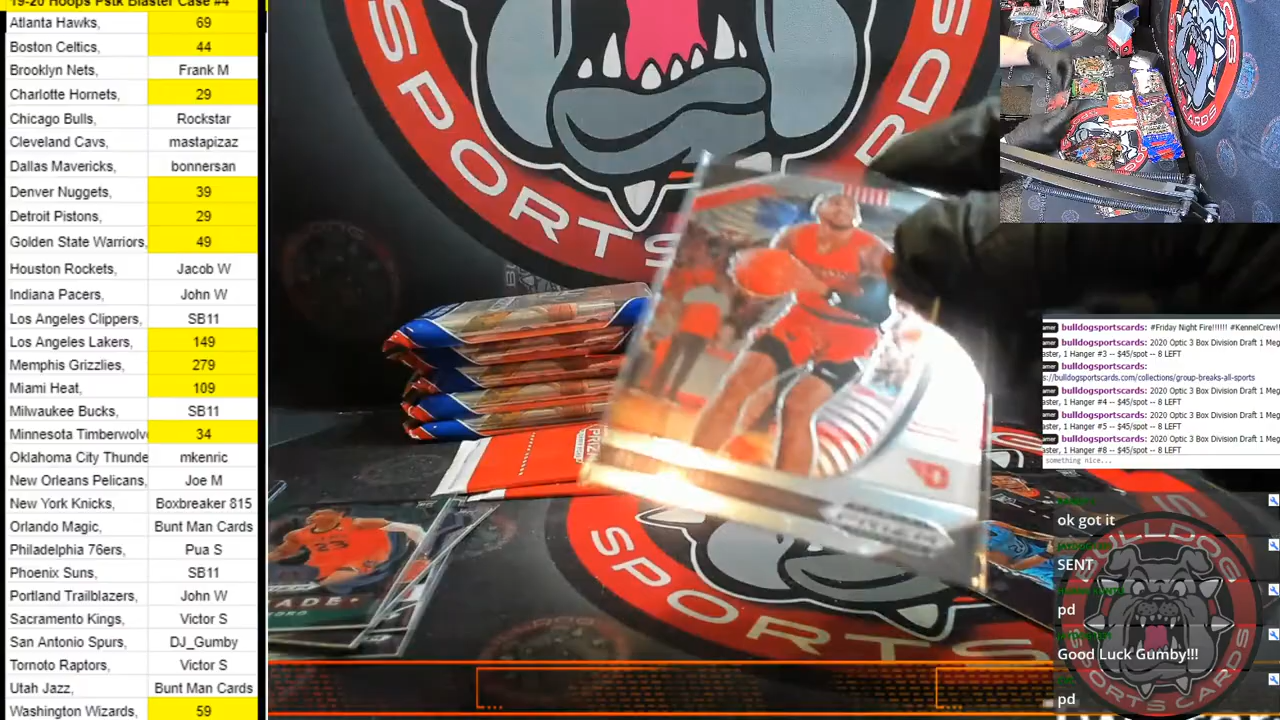 19-20 Hoops Pstk Blaster Case #4
Atlanta Hawks, 69
Boston Celtics, 44
Brooklyn Nets, Frank M
Charlotte Hornets, 29
Chicago Bulls, Rockstar
Cleveland Cavs, mastapizaz
Dallas Mavericks, bonnersan
Denver Nuggets, 39
Detroit Pistons, 29
Golden State Warriors, 49
Houston Rockets, Jacob W
Indiana Pacers, John W
Los Angeles Clippers, SB11
Los Angeles Lakers, 149
Memphis Grizzlies, 279
Miami Heat, 109
Milwaukee Bucks, SB11
Minnesota Timberwolv 34
Oklahoma City Thunde mkenric
New Orleans Pelicans, Joe M
New York Knicks, Boxbreaker 815
Orlando Magic, Bunt Man Cards
Philadelphia 76ers, Pua S
Phoenix Suns, SB11
Portland Trailblazers, John W
Sacramento Kings, Victor S
San Antonio Spurs, DJ_Gumby
Tornoto Raptors, Victor S
Utah Jazz, Bunt Man Cards
Washington Wizards, 59
SPORTS CARDS
PRIZM
23
SPORTS
bulldogsportscards: #Friday Night Fire!!!!!! #KennelCrew!!
bulldogsportscards: 2020 Optic 3 Box Division Draft 1 Meg
aster, 1 Hanger #3 -- $45/spot -- 8 LEFT
bulldogsportscards:
s://bulldogsportscards.com/collections/group-breaks-all-sports
bulldogsportscards: 2020 Optic 3 Box Division Draft 1 Meg
aster, 1 Hanger #4 -- $45/spot -- 8 LEFT
bulldogsportscards: 2020 Optic 3 Box Division Draft 1 Meg
aster, 1 Hanger #5 -- $45/spot -- 8 LEFT
bulldogsportscards: 2020 Optic 3 Box Division Draft 1 Meg
aster, 1 Hanger #8 -- $45/spot -- 8 LEFT
something nice...
ok got it
SENT
pd
Good Luck Gumby!!!
pd
BULLDOG
SPORTS CARDS